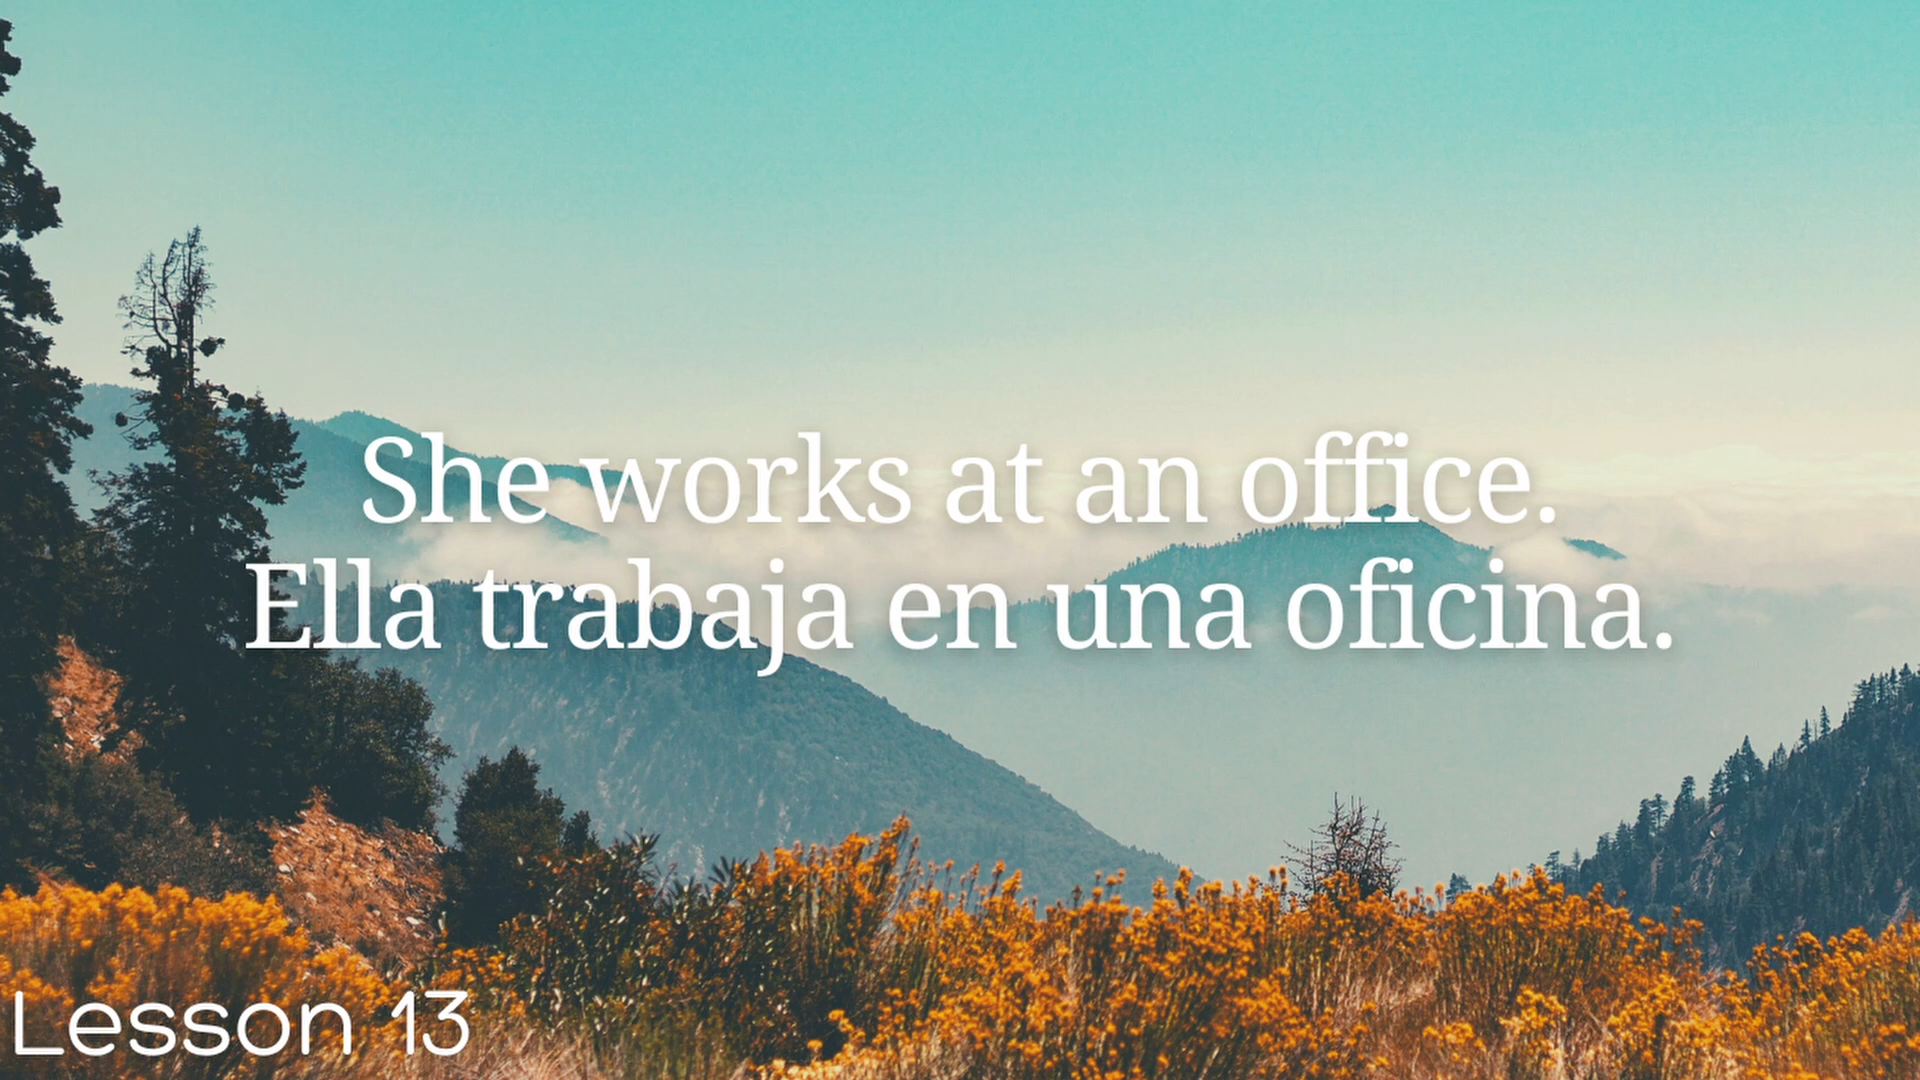 She works at an office.
Ella trabaja en una oficina.
Lesson 13